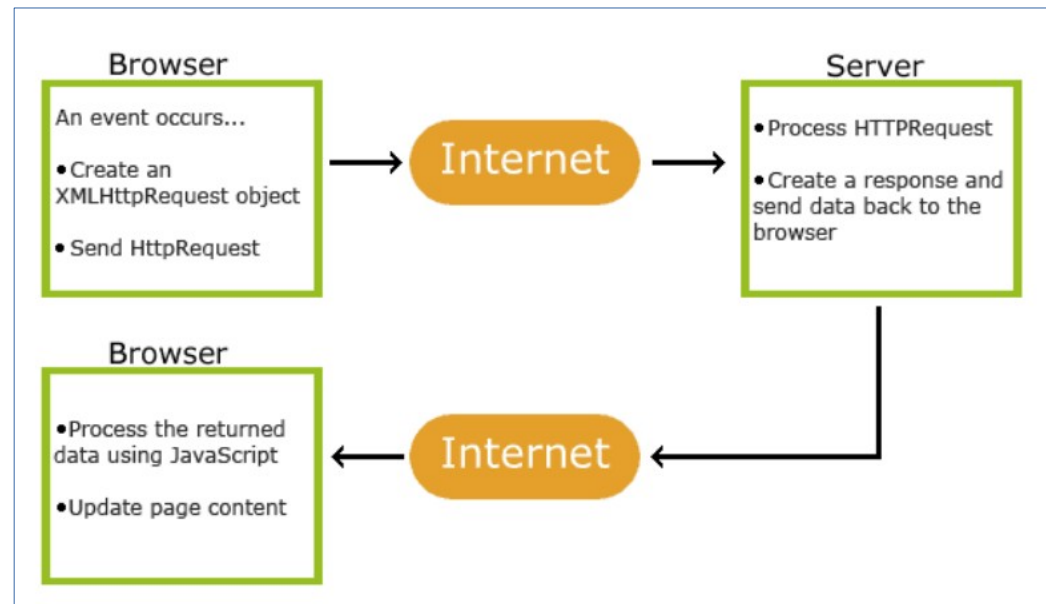 Browser
An event occurs...
•Create an
XMLHttpRequest object
• Send HttpRequest
Internet
Server
•Process HTTPRequest
•Create a response and
send data back to the
browser
Browser
•Process the returned
data using JavaScript
•Update page content
Internet